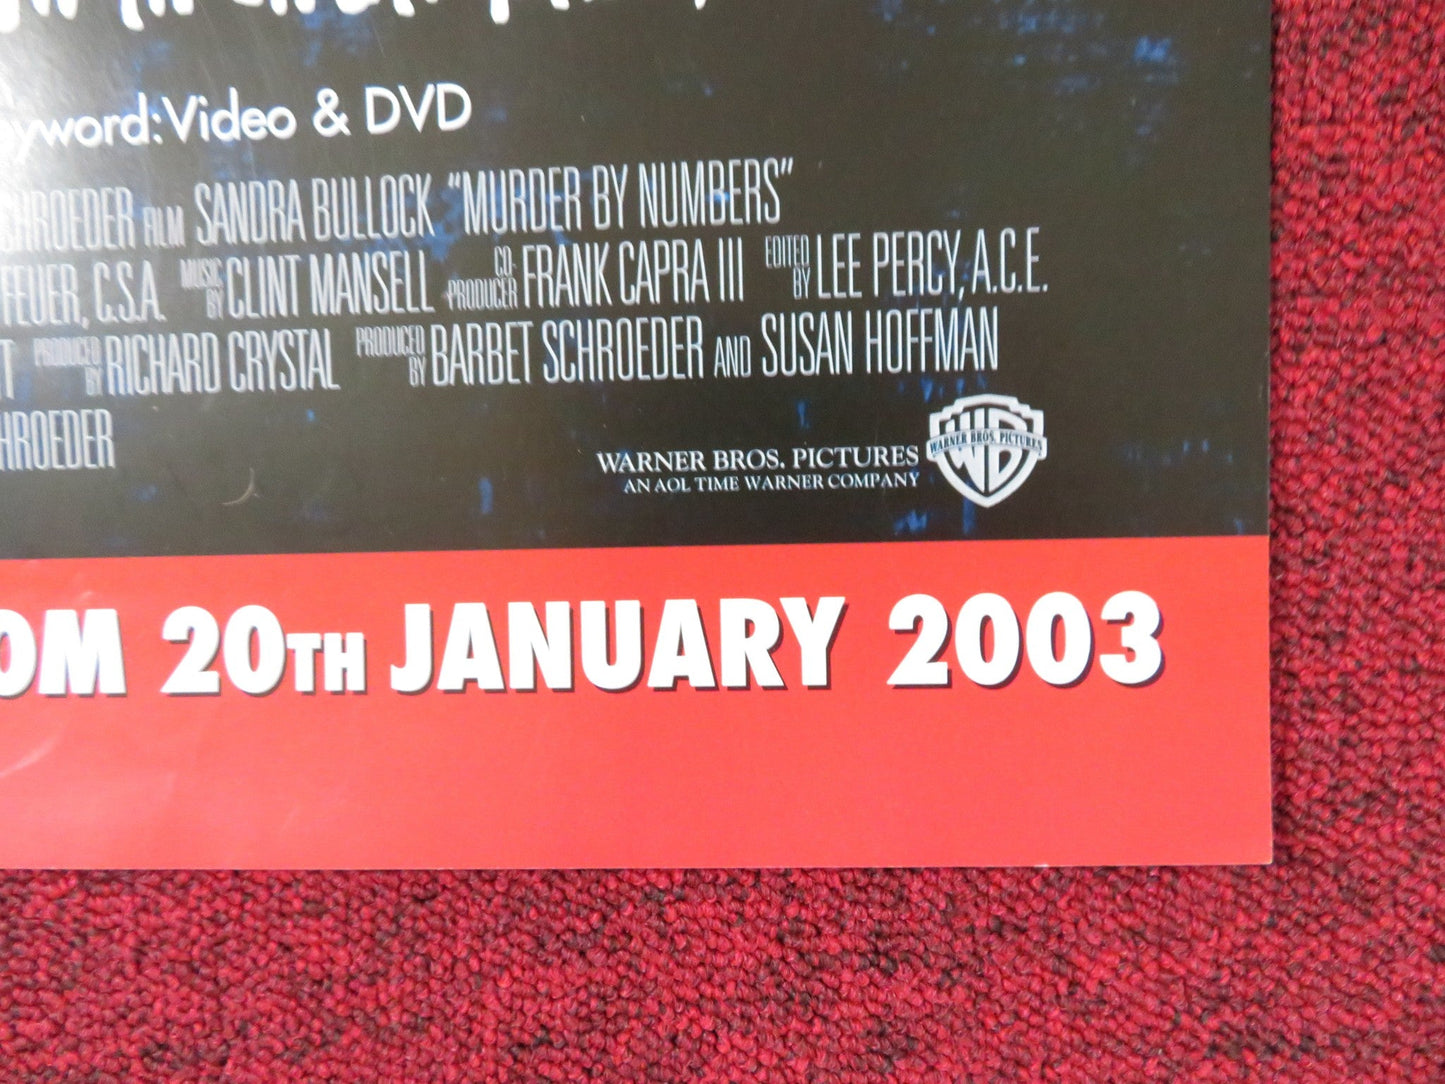 Video & DVD
SCHROEDER FILM SANDRA BULLOCK “MURDER BY NUMBERS”
FEUER, C.S.A. MUSIC BY CLINT MANSELL CO-PRODUCER FRANK CAPRA III EDITED BY LEE PERCY, A.C.E.
PRODUCED BY RICHARD CRYSTAL PRODUCED BY BARBET SCHROEDER AND SUSAN HOFFMAN
HROEDER
WARNER BROS. PICTURES
AN AOL TIME WARNER COMPANY
WARNER BROS. PICTURES
WB
OM 20TH JANUARY 2003